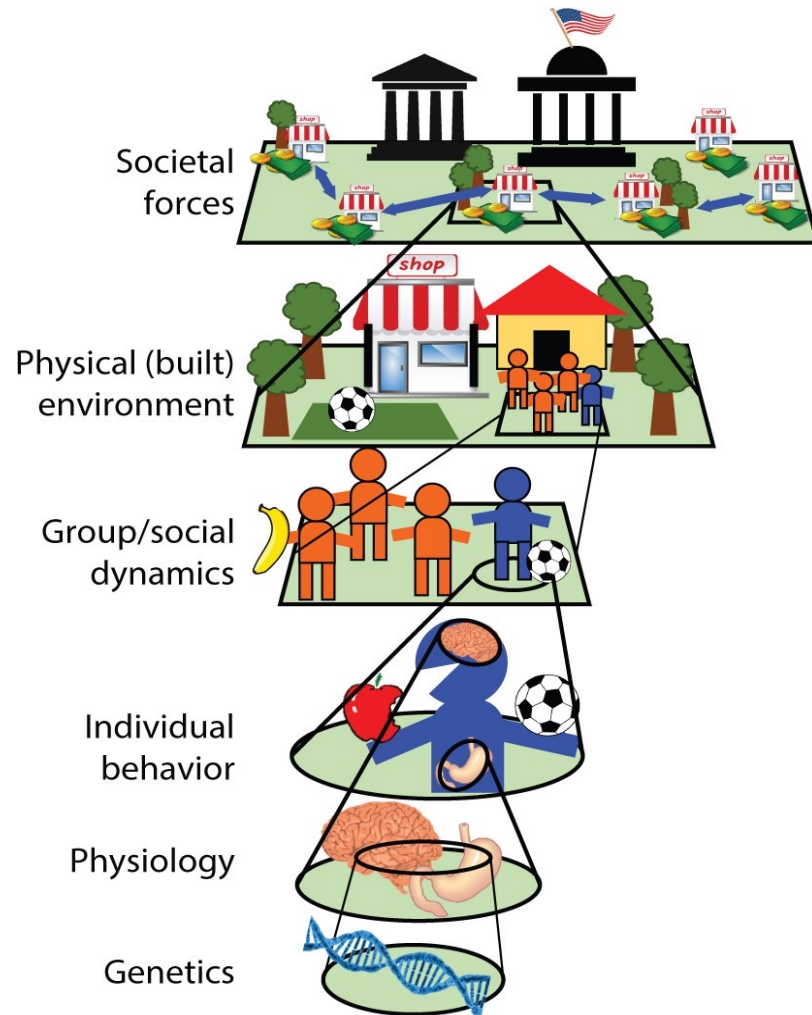 shop
shop
shop
Societal
forces
shop
shop
shop
shop
Physical (built)
environment
Group/social
dynamics
Individual
behavior
Physiology
Genetics